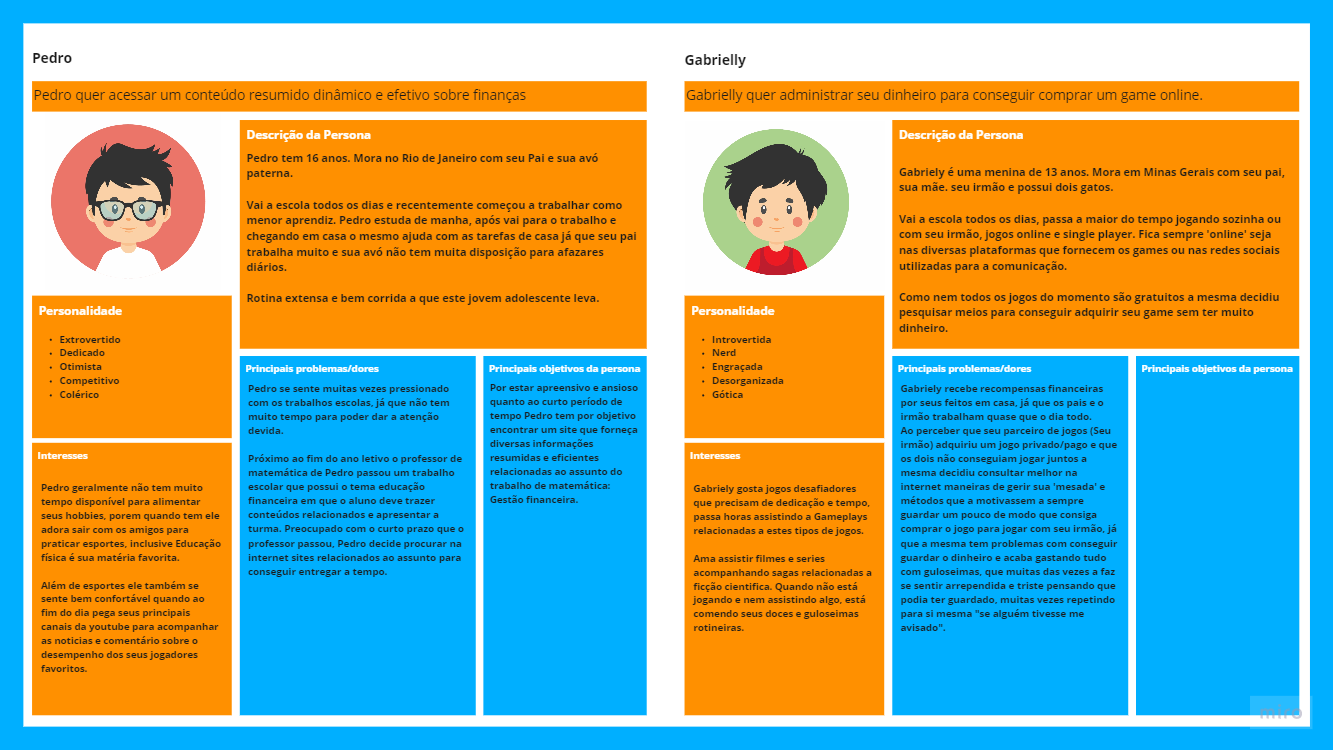 Pedro
Pedro quer acessar um conteúdo resumido dinâmico e efetivo sobre finanças
Descrição da Persona
Pedro tem 16 anos. Mora no Rio de Janeiro com seu Pai e sua avó
paterna.
Vai a escola todos os dias e recentemente começou a trabalhar como
menor aprendiz. Pedro estuda de manha, após vai para o trabalho e
chegando em casa o mesmo ajuda com as tarefas de casa já que seu pai
trabalha muito e sua avó não tem muita disposição para afazares
diários.
Rotina extensa e bem corrida a que este jovem adolescente leva.
Personalidade
• Extrovertido
• Dedicado
• Otimista
• Competitivo
• Colérico
Interesses
Pedro geralmente não tem muito
tempo disponível para alimentar
seus hobbies, porem quando tem ele
adora sair com os amigos para
praticar esportes, inclusive Educação
física é sua matéria favorita.
Além de esportes ele também se
sente bem confortável quando ao
fim do dia pega seus principais
canais da youtube para acompanhar
as noticias e comentário sobre o
desempenho dos seus jogadores
favoritos.
Principais problemas/dores
Pedro se sente muitas vezes pressionado
com os trabalhos escolas, já que não tem
muito tempo para poder dar a atenção
devida.
Próximo ao fim do ano letivo o professor de
matemática de Pedro passou um trabalho
escolar que possui o tema educação
financeira em que o aluno deve trazer
conteúdos relacionados e apresentar a
turma. Preocupado com o curto prazo que o
professor passou, Pedro decide procurar na
internet sites relacionados ao assunto para
conseguir entregar a tempo.
Principais objetivos da persona
Por estar apreensivo e ansioso
quanto ao curto período de
tempo Pedro tem por objetivo
encontrar um site que forneça
diversas informações
resumidas e eficientes
relacionadas ao assunto do
trabalho de matemática:
Gestão financeira.
Gabrielly
Gabrielly quer administrar seu dinheiro para conseguir comprar um game online.
Descrição da Persona
Gabriely é uma menina de 13 anos. Mora em Minas Gerais com seu pai,
sua mãe. seu irmão e possui dois gatos.
Vai a escola todos os dias, passa a maior do tempo jogando sozinha ou
com seu irmão, jogos online e single player. Fica sempre 'online' seja
nas diversas plataformas que fornecem os games ou nas redes sociais
utilizadas para a comunicação.
Como nem todos os jogos do momento são gratuitos a mesma decidiu
pesquisar meios para conseguir adquirir seu game sem ter muito
dinheiro.
Personalidade
• Introvertida
• Nerd
• Engraçada
• Desorganizada
• Gótica
Interesses
Gabriely gosta jogos desafiadores
que precisam de dedicação e tempo,
passa horas assistindo a Gameplays
relacionadas a estes tipos de jogos.
Ama assistir filmes e series
acompanhando sagas relacionadas a
ficção cientifica. Quando não está
jogando e nem assistindo algo, está
comendo seus doces e guloseimas
rotineiras.
Principais problemas/dores
Gabriely recebe recompensas financeiras
por seus feitos em casa, já que os pais e o
irmão trabalham quase que o dia todo.
Ao perceber que seu parceiro de jogos (Seu
irmão) adquiriu um jogo privado/pago e que
os dois não conseguiam jogar juntos a
mesma decidiu consultar melhor na
internet maneiras de gerir sua 'mesada' e
métodos que a motivassem a sempre
guardar um pouco de modo que consiga
comprar o jogo para jogar com seu irmão, já
que a mesma tem problemas com conseguir
guardar o dinheiro e acaba gastando tudo
com guloseimas, que muitas das vezes a faz
se sentir arrependida e triste pensando que
podia ter guardado, muitas vezes repetindo
para si mesma "se alguém tivesse me
avisado".
Principais objetivos da persona
miro